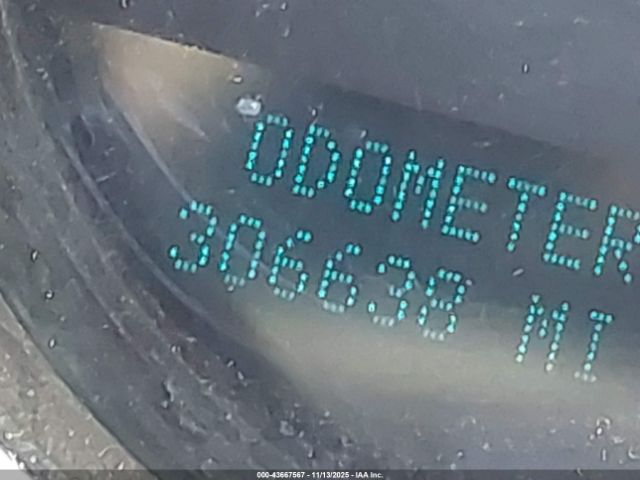 ODOMETER
306638 MI
000-43667567 - 11/13/2025 - IAA Inc.